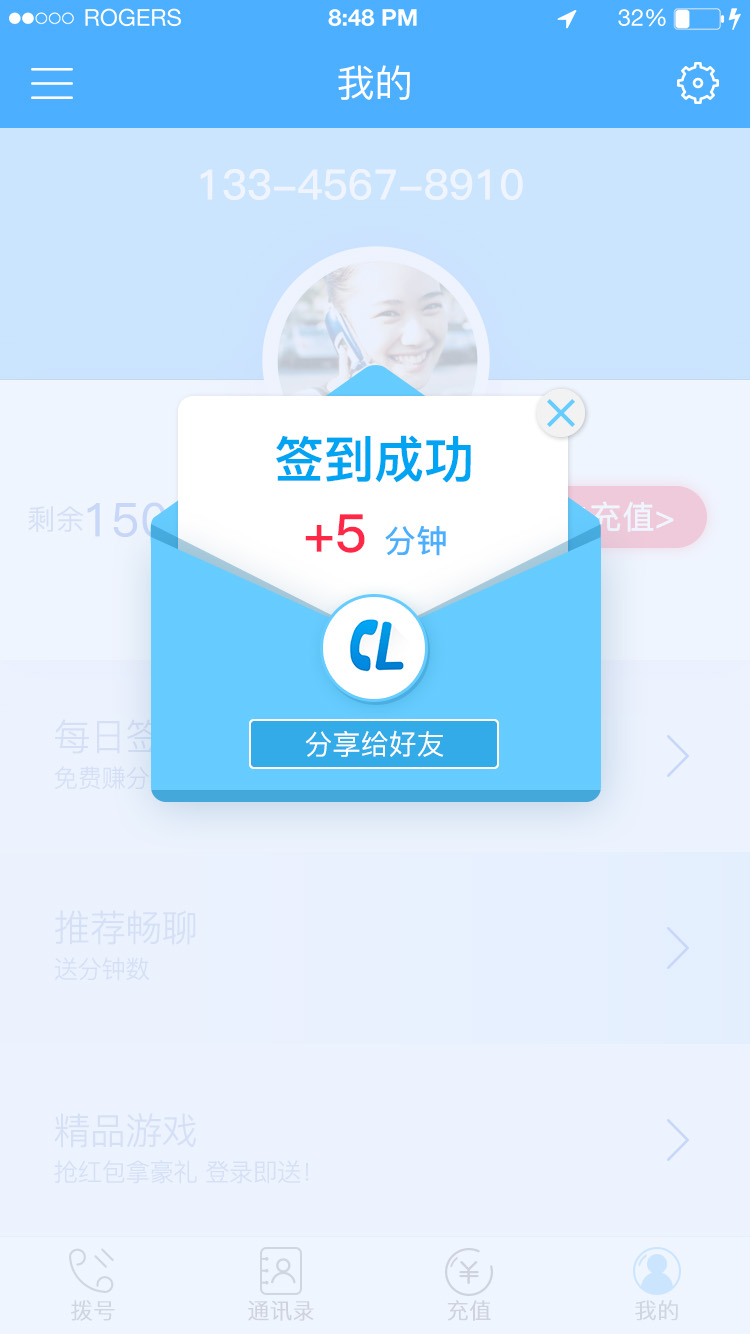 ROGERS 8:48 PM 32%
我的
133-4567-8910
签到成功
剩余150
充值>
+5 分钟
CL
每日签
免费赚分
分享给好友
推荐畅聊
送分钟数
精品游戏
抢红包拿豪礼 登录即送!
拨号 通讯录 充值 我的